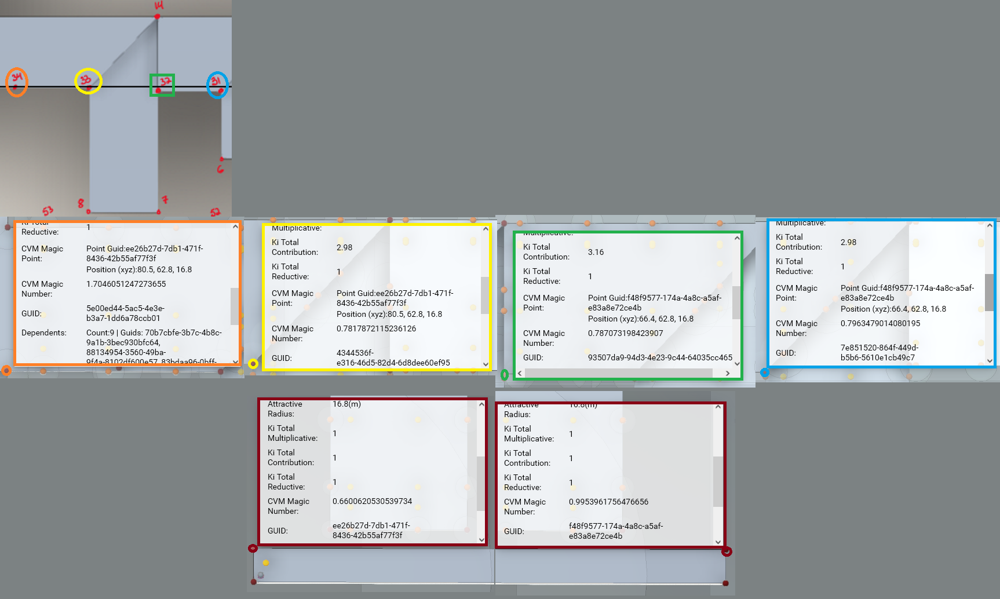 14
34
33
32
31
6
8
7
53
52
Ki Total
Reductive:
1
CVM Magic
Point:
Point Guid:ee26b27d-7db1-471f-
8436-42b55af77f3f
Position (xyz):80.5, 62.8, 16.8
CVM Magic
Number:
1.7046051247273655
GUID:
5e00ed44-5ac5-4e3e-
b3a7-1dd6a78ccb01
Dependents:
Count:9 | Guids: 70b7cbfe-3b7c-4b8c-
9a1b-3bec930bfc64,
88134954-3560-49ba-
9f4a-8102df600e57, 83bdaa96-0bff-
Multiplicative:
Ki Total
Contribution:
2.98
Ki Total
Reductive:
1
CVM Magic
Point:
Point Guid:ee26b27d-7db1-471f-
8436-42b55af77f3f
Position (xyz):80.5, 62.8, 16.8
CVM Magic
Number:
0.7817872115236126
GUID:
4344536f-
e316-46d5-82d4-6d8dee60ef95
Multiplicative:
Ki Total
Contribution:
3.16
Ki Total
Reductive:
1
CVM Magic
Point:
Point Guid:f48f9577-174a-4a8c-a5af-
e83a8e72ce4b
Position (xyz):66.4, 62.8, 16.8
CVM Magic
Number:
0.787073198423907
GUID:
93507da9-94d3-4e23-9c44-64035cc465
Multiplicative:
Ki Total
Contribution:
2.98
Ki Total
Reductive:
1
CVM Magic
Point:
Point Guid:f48f9577-174a-4a8c-a5af-
e83a8e72ce4b
Position (xyz):66.4, 62.8, 16.8
CVM Magic
Number:
0.7963479014080195
GUID:
7e851520-864f-449d-
b5b6-5610e1cb49c7
Attractive
Radius:
16.8(m)
Ki Total
Multiplicative:
1
Ki Total
Contribution:
1
Ki Total
Reductive:
1
CVM Magic
Number:
0.6600620530539734
GUID:
ee26b27d-7db1-471f-
8436-42b55af77f3f
Attractive
Radius:
16.8(m)
Ki Total
Multiplicative:
1
Ki Total
Contribution:
1
Ki Total
Reductive:
1
CVM Magic
Number:
0.9953961756476656
GUID:
f48f9577-174a-4a8c-a5af-
e83a8e72ce4b